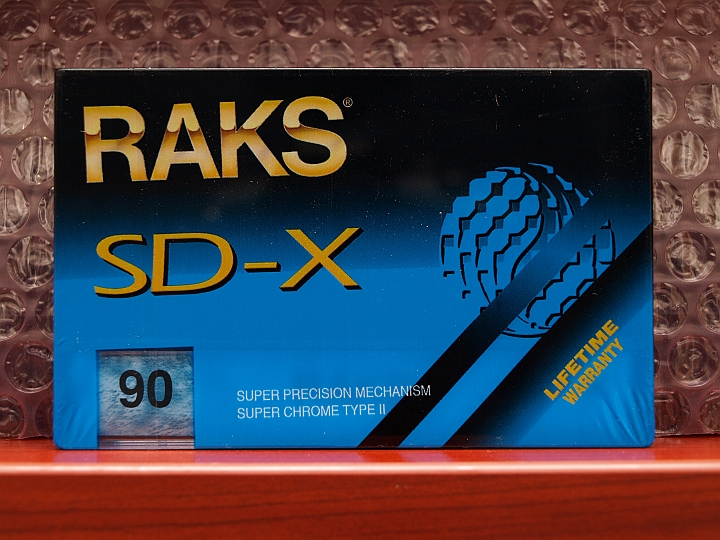 RAKS®
SD-X
90
SUPER PRECISION MECHANISM
SUPER CHROME TYPE II
LIFETIME
WARRANTY